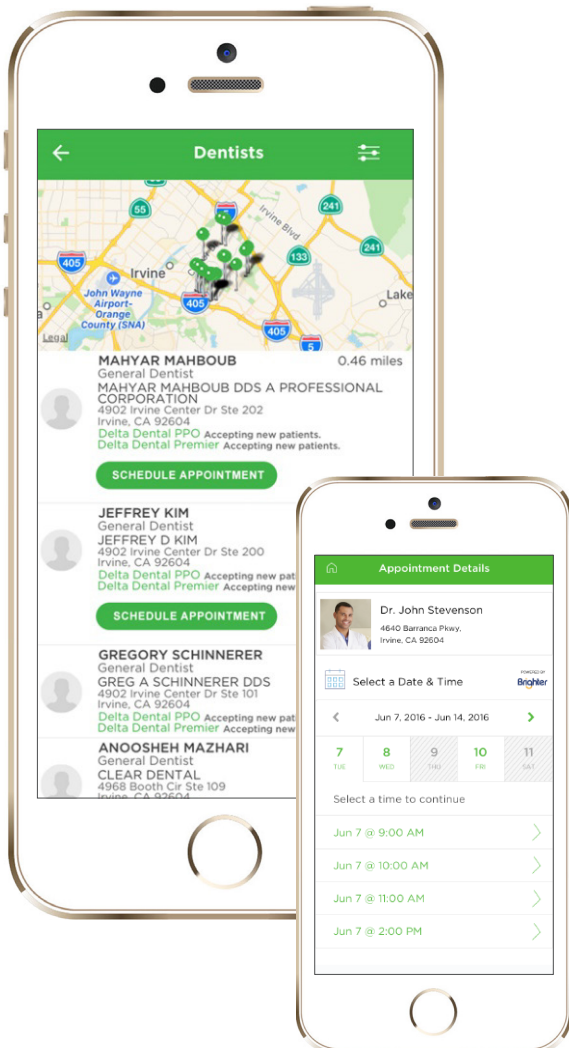 Dentists
55
241
Irvine Blvd
133
241
405
Irvine
John Wayne
Airport-
Orange
County (SNA)
Lake
405
405
5
Legal
MAHYAR MAHBOUB 0.46 miles
General Dentist
MAHYAR MAHBOUB DDS A PROFESSIONAL
CORPORATION
4902 Irvine Center Dr Ste 202
Irvine, CA 92604
Delta Dental PPO Accepting new patients.
Delta Dental Premier Accepting new patients.
SCHEDULE APPOINTMENT
JEFFREY KIM
General Dentist
JEFFREY D KIM
4902 Irvine Center Dr Ste 200
Irvine, CA 92604
Delta Dental PPO Accepting new pat
Delta Dental Premier Accepting new
SCHEDULE APPOINTMENT
GREGORY SCHINNERER
General Dentist
GREG A SCHINNERER DDS
4902 Irvine Center Dr Ste 101
Irvine, CA 92604
Delta Dental PPO Accepting new pat
Delta Dental Premier Accepting new
ANOOSHEH MAZHARI
General Dentist
CLEAR DENTAL
4968 Booth Cir Ste 109
Irvine, CA 92604
Appointment Details
Dr. John Stevenson
4640 Barranca Pkwy,
Irvine, CA 92604
Select a Date & Time
POWERED BY
Brighter
Jun 7, 2016 - Jun 14, 2016
7 8 9 10 11
TUE WED THU FRI SAT
Select a time to continue
Jun 7 @ 9:00 AM
Jun 7 @ 10:00 AM
Jun 7 @ 11:00 AM
Jun 7 @ 2:00 PM